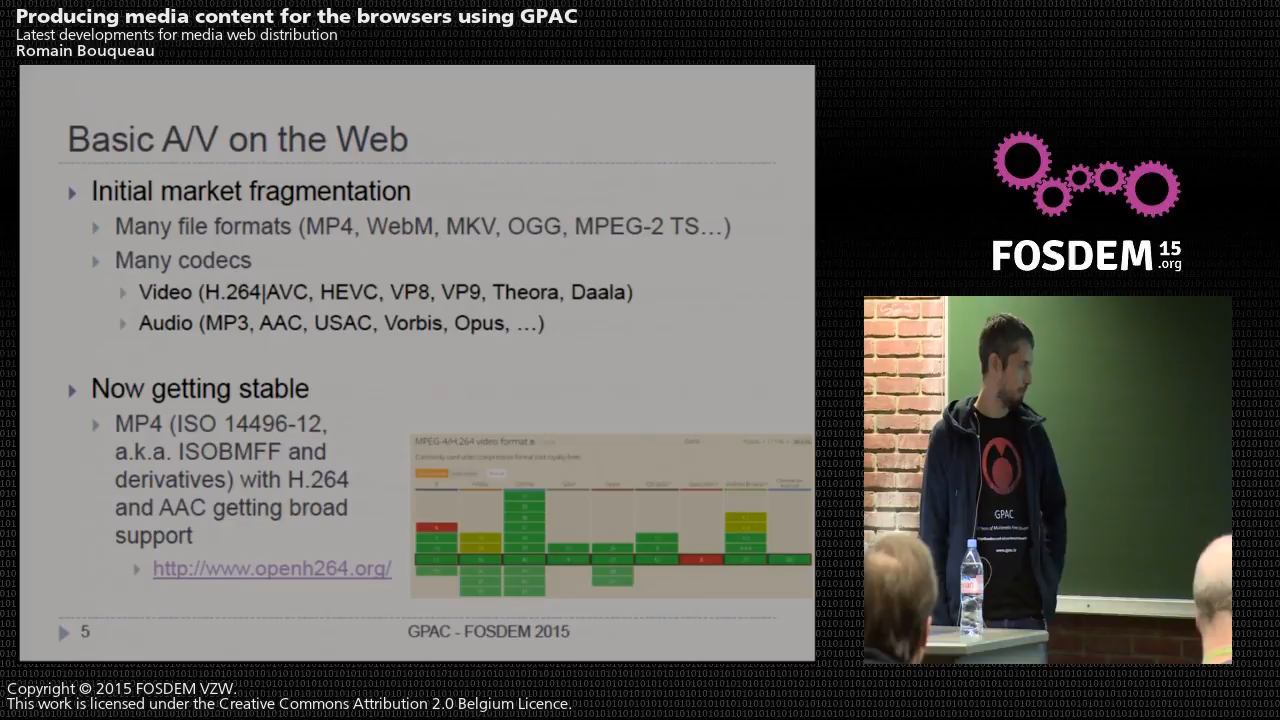 Producing media content for the browsers using GPAC
Latest developments for media web distribution
Romain Bouqueau
Basic A/V on the Web
Initial market fragmentation
Many file formats (MP4, WebM, MKV, OGG, MPEG-2 TS…)
Many codecs
Video (H.264|AVC, HEVC, VP8, VP9, Theora, Daala)
Audio (MP3, AAC, USAC, Vorbis, Opus, …)
Now getting stable
MP4 (ISO 14496-12,
a.k.a. ISOBMFF and
derivatives) with H.264
and AAC getting broad
support
http://www.openh264.org/
MPEG-4/H.264 video format
5
GPAC - FOSDEM 2015
FOSDEM 15
.org
GPAC
Copyright © 2015 FOSDEM VZW.
This work is licensed under the Creative Commons Attribution 2.0 Belgium Licence.